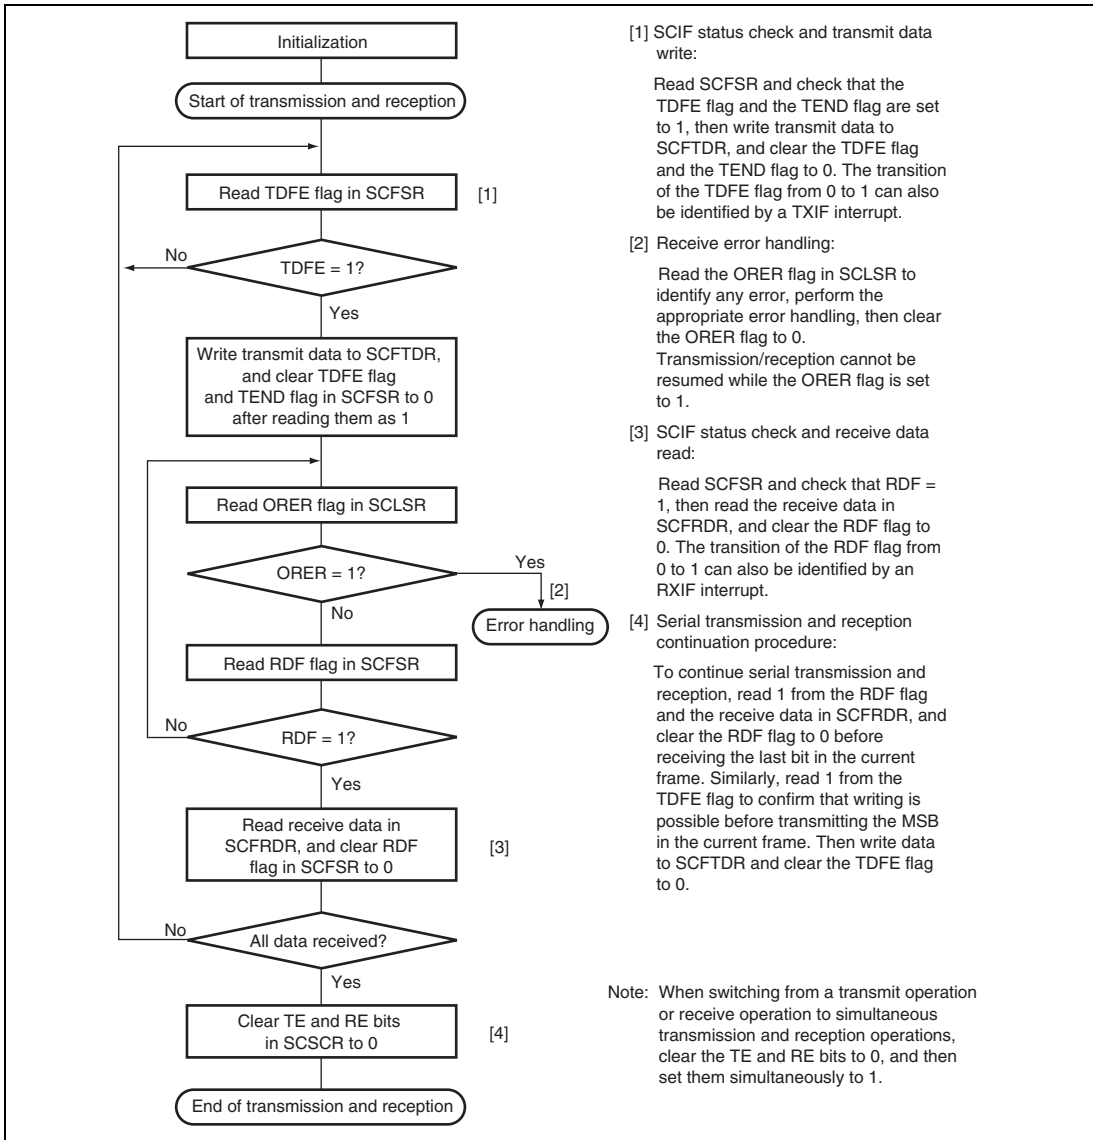 Initialization
Start of transmission and reception
Read TDFE flag in SCFSR
[1]
No
TDFE = 1?
Yes
Write transmit data to SCFTDR,
and clear TDFE flag
and TEND flag in SCFSR to 0
after reading them as 1
Read ORER flag in SCLSR
ORER = 1?
Yes
[2]
Error handling
No
Read RDF flag in SCFSR
No
RDF = 1?
Yes
Read receive data in
SCFRDR, and clear RDF
flag in SCFSR to 0
[3]
No
All data received?
Yes
Clear TE and RE bits
in SCSCR to 0
[4]
End of transmission and reception
[1] SCIF status check and transmit data
write:
Read SCFSR and check that the
TDFE flag and the TEND flag are set
to 1, then write transmit data to
SCFTDR, and clear the TDFE flag
and the TEND flag to 0. The transition
of the TDFE flag from 0 to 1 can also
be identified by a TXIF interrupt.
[2] Receive error handling:
Read the ORER flag in SCLSR to
identify any error, perform the
appropriate error handling, then clear
the ORER flag to 0.
Transmission/reception cannot be
resumed while the ORER flag is set
to 1.
[3] SCIF status check and receive data
read:
Read SCFSR and check that RDF =
1, then read the receive data in
SCFRDR, and clear the RDF flag to
0. The transition of the RDF flag from
0 to 1 can also be identified by an
RXIF interrupt.
[4] Serial transmission and reception
continuation procedure:
To continue serial transmission and
reception, read 1 from the RDF flag
and the receive data in SCFRDR, and
clear the RDF flag to 0 before
receiving the last bit in the current
frame. Similarly, read 1 from the
TDFE flag to confirm that writing is
possible before transmitting the MSB
in the current frame. Then write data
to SCFTDR and clear the TDFE flag
to 0.
Note: When switching from a transmit operation
or receive operation to simultaneous
transmission and reception operations,
clear the TE and RE bits to 0, and then
set them simultaneously to 1.